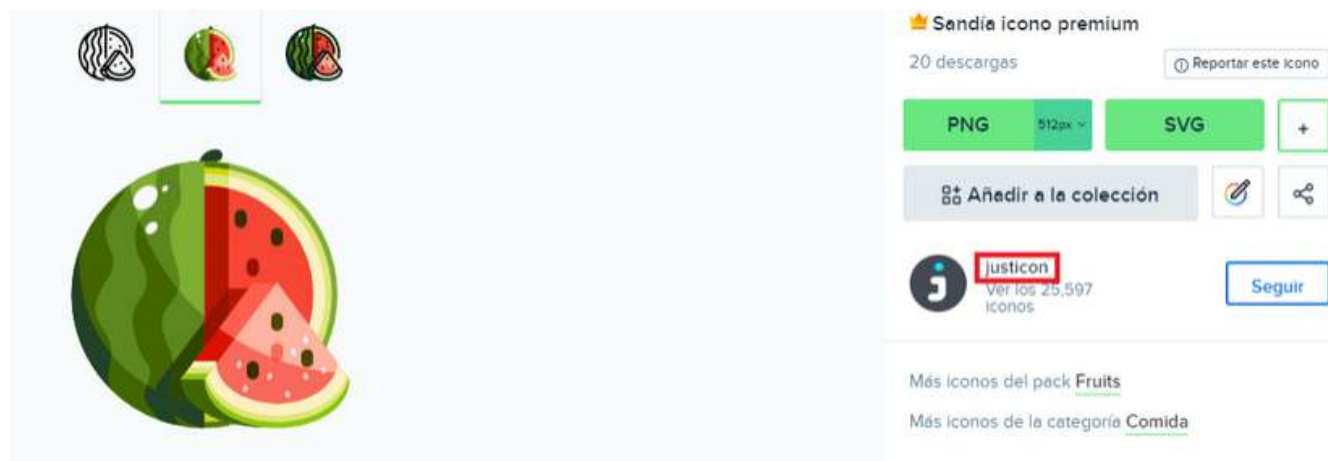 Sandía icono premium
20 descargas
Reportar este icono
PNG 512px
SVG
+
Añadir a la colección
justicon
Ver los 25,597
iconos
Seguir
Más iconos del pack Fruits
Más iconos de la categoría Comida